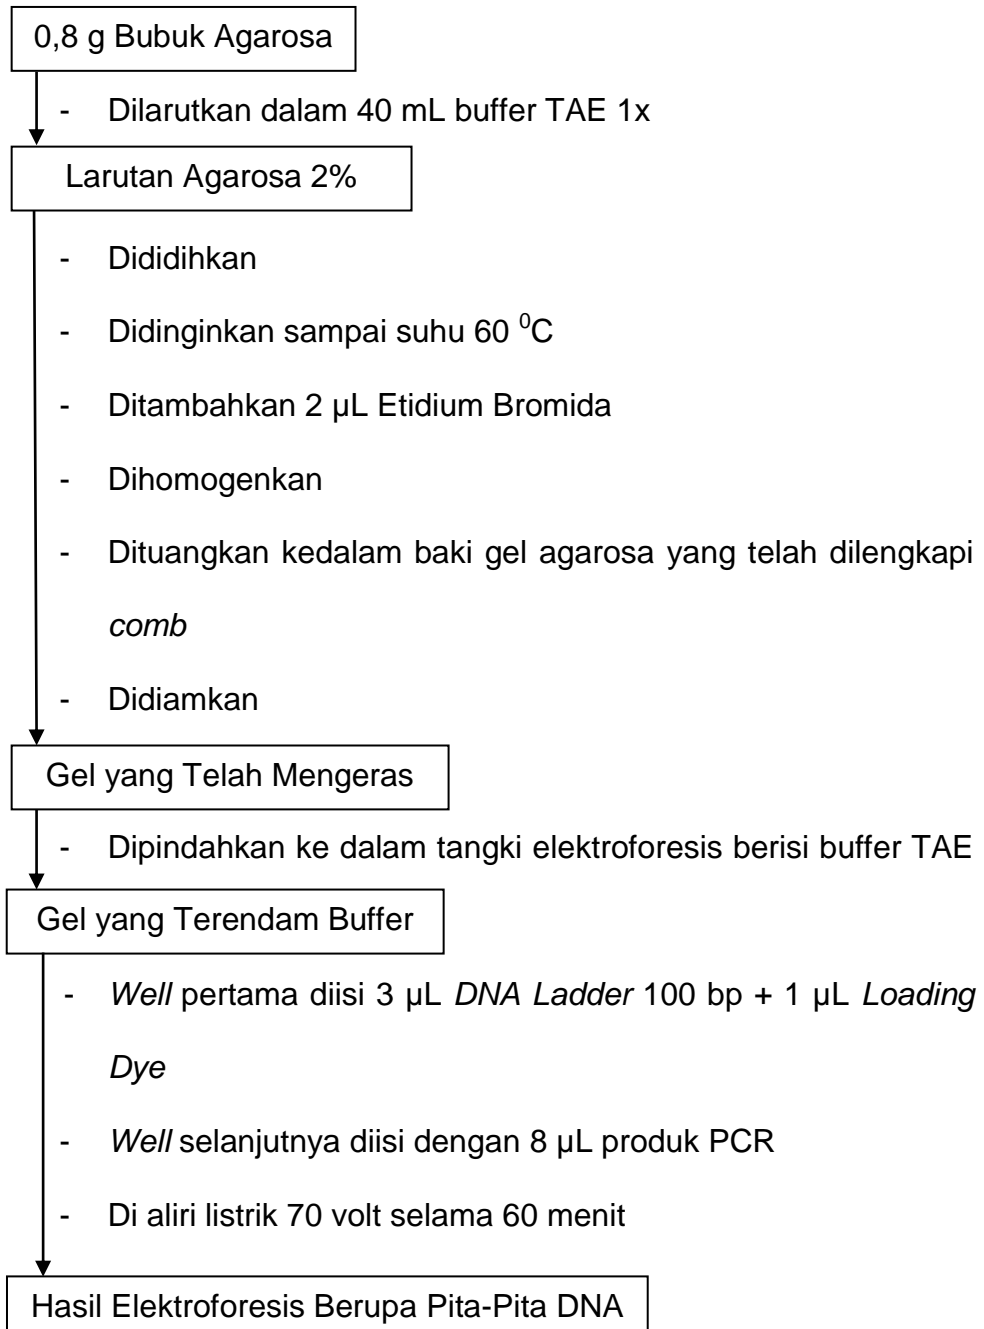 0,8 g Bubuk Agarosa
- Dilarutkan dalam 40 mL buffer TAE 1x
Larutan Agarosa 2%
- Dididihkan
- Didinginkan sampai suhu 60 ⁰C
- Ditambahkan 2 µL Etidium Bromida
- Dihomogenkan
- Dituangkan kedalam baki gel agarosa yang telah dilengkapi
comb
- Didiamkan
Gel yang Telah Mengeras
- Dipindahkan ke dalam tangki elektroforesis berisi buffer TAE
Gel yang Terendam Buffer
- Well pertama diisi 3 µL DNA Ladder 100 bp + 1 µL Loading
Dye
- Well selanjutnya diisi dengan 8 µL produk PCR
- Di aliri listrik 70 volt selama 60 menit
Hasil Elektroforesis Berupa Pita-Pita DNA